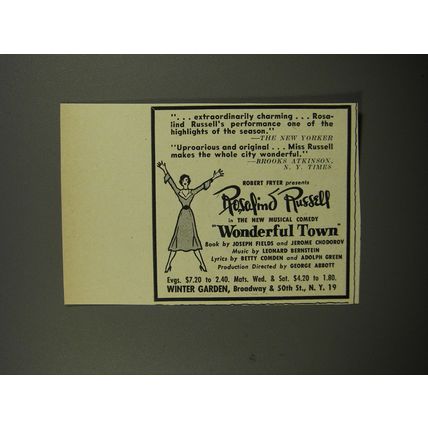 "... extraordinarily charming ... Rosa-
lind Russell's performance one of the
highlights of the season."
—THE NEW YORKER
"Uproarious and original ... Miss Russell
makes the whole city wonderful."
—BROOKS ATKINSON,
N. Y. TIMES
ROBERT FRYER presents
Rosalind Russell
in THE NEW MUSICAL COMEDY
"Wonderful Town"
Book by JOSEPH FIELDS and JEROME CHODOROV
Music by LEONARD BERNSTEIN
Lyrics by BETTY COMDEN and ADOLPH GREEN
Production Directed by GEORGE ABBOTT
Evgs. $7.20 to 2.40. Mats. Wed. & Sat. $4.20 to 1.80.
WINTER GARDEN, Broadway & 50th St., N. Y. 19